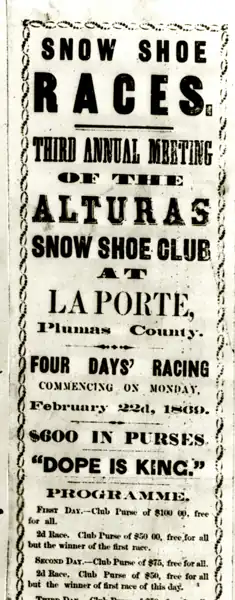 SNOW SHOE
RACES.
THIRD ANNUAL MEETING
OF THE
ALTURAS
SNOW SHOE CLUB
AT
LA PORTE,
Plumas County.
FOUR DAYS' RACING
COMMENCING ON MONDAY,
February 22d, 1869.
$600 IN PURSES
"DOPE IS KING."
PROGRAMME.
FIRST DAY.—Club Purse of $100 00, free
for all.
2d Race. Club Purse of $50 00, free for all
but the winner of the first race.
SECOND DAY.—Club Purse of $75, free for all.
2d Race. Club Purse of $50, free for all
but the winner of first race of this day.